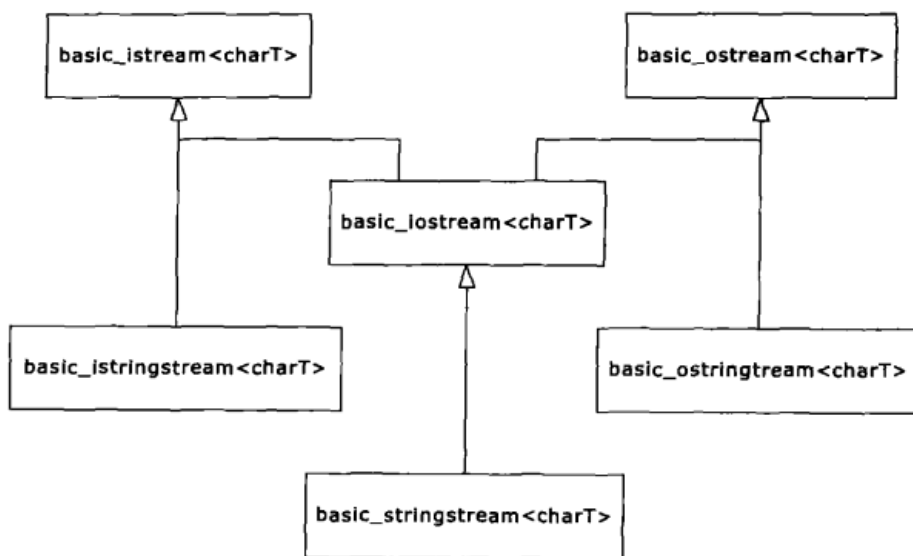 basic_istream<charT>
basic_ostream<charT>
basic_iostream<charT>
basic_istringstream<charT>
basic_ostringtream<charT>
basic_stringstream<charT>